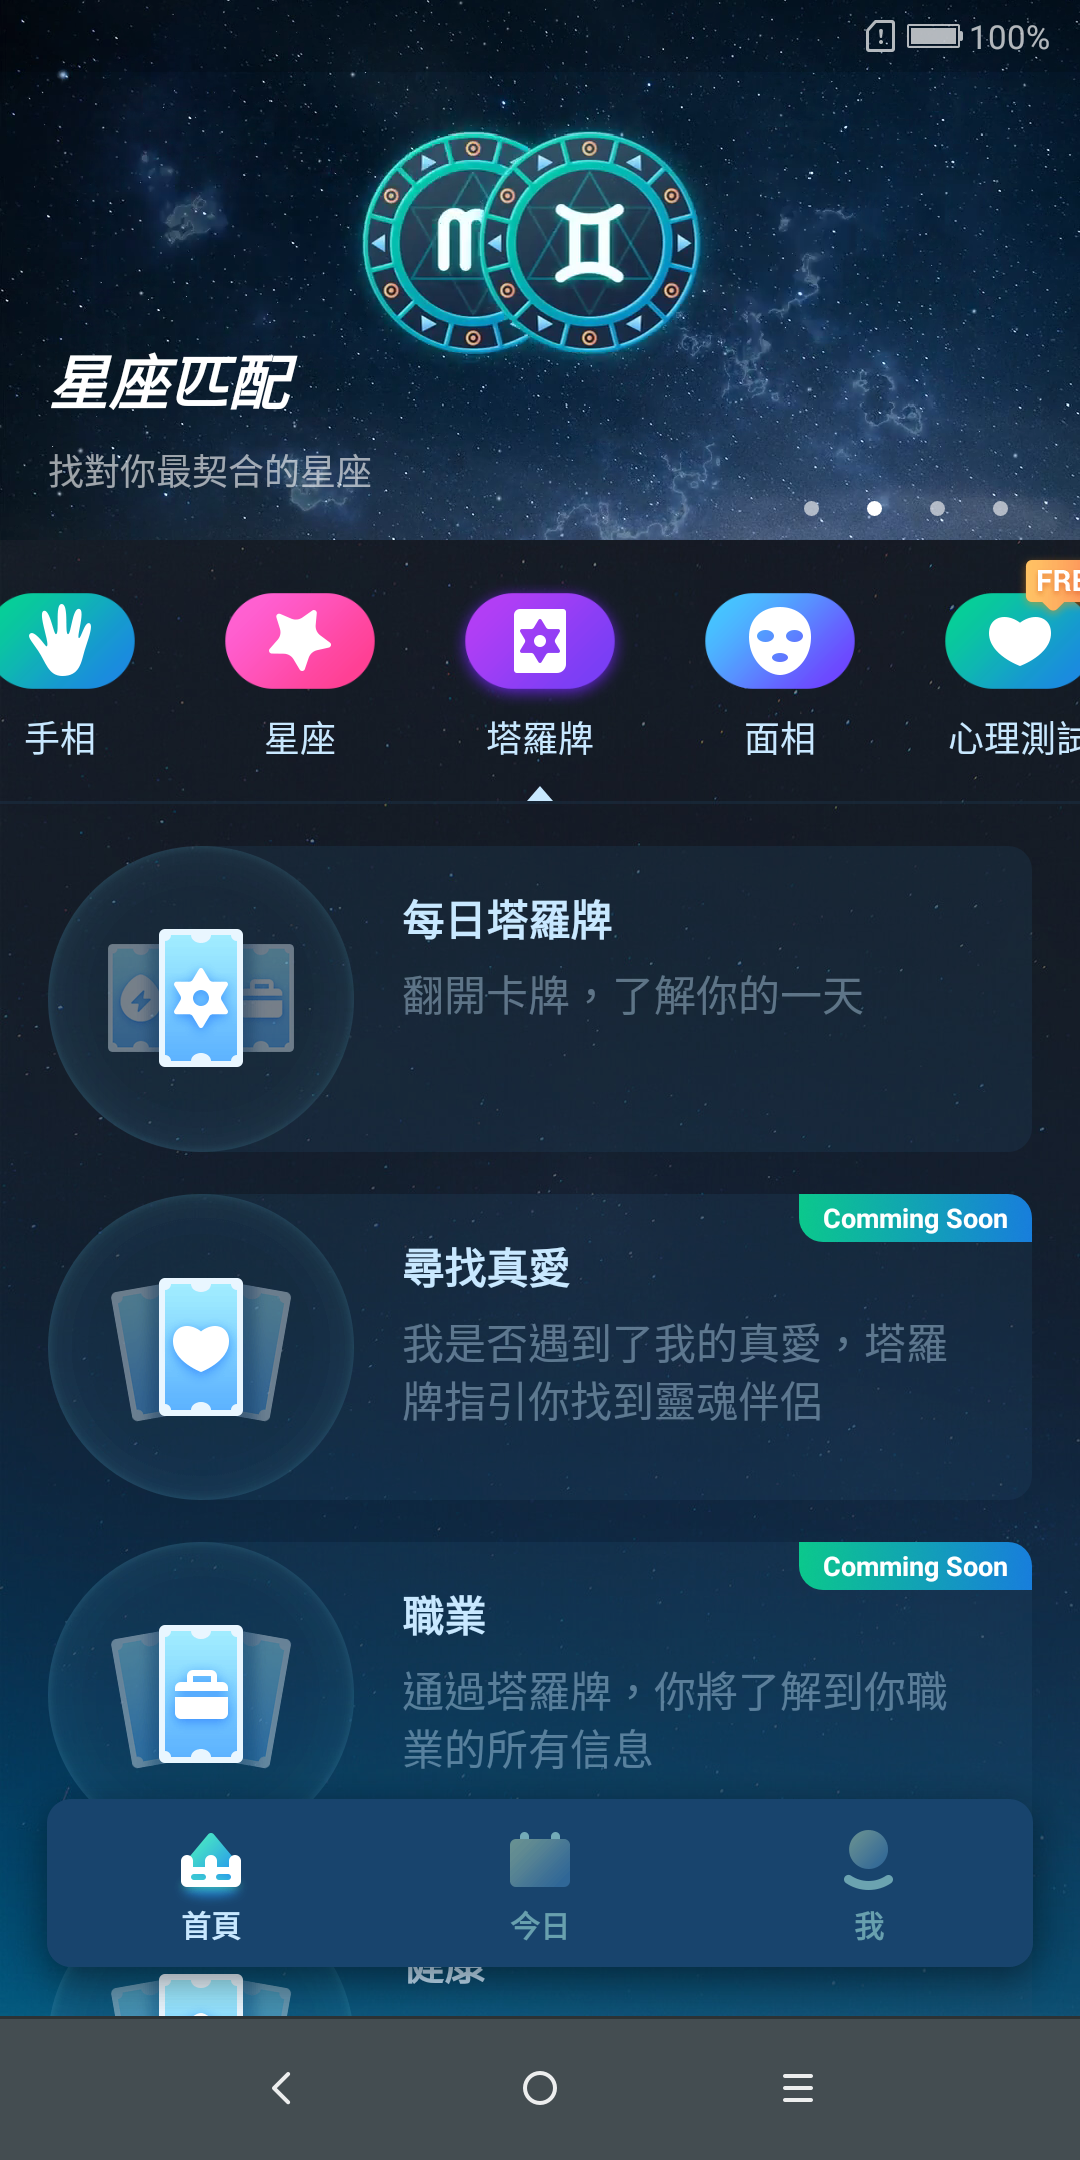 100%
星座匹配
找對你最契合的星座
FRE
手相
星座
塔羅牌
面相
心理測試
每日塔羅牌
翻開卡牌，了解你的一天
Comming Soon
尋找真愛
我是否遇到了我的真愛，塔羅
牌指引你找到靈魂伴侶
Comming Soon
職業
通過塔羅牌，你將了解到你職
業的所有信息
首頁
今日
我
健康